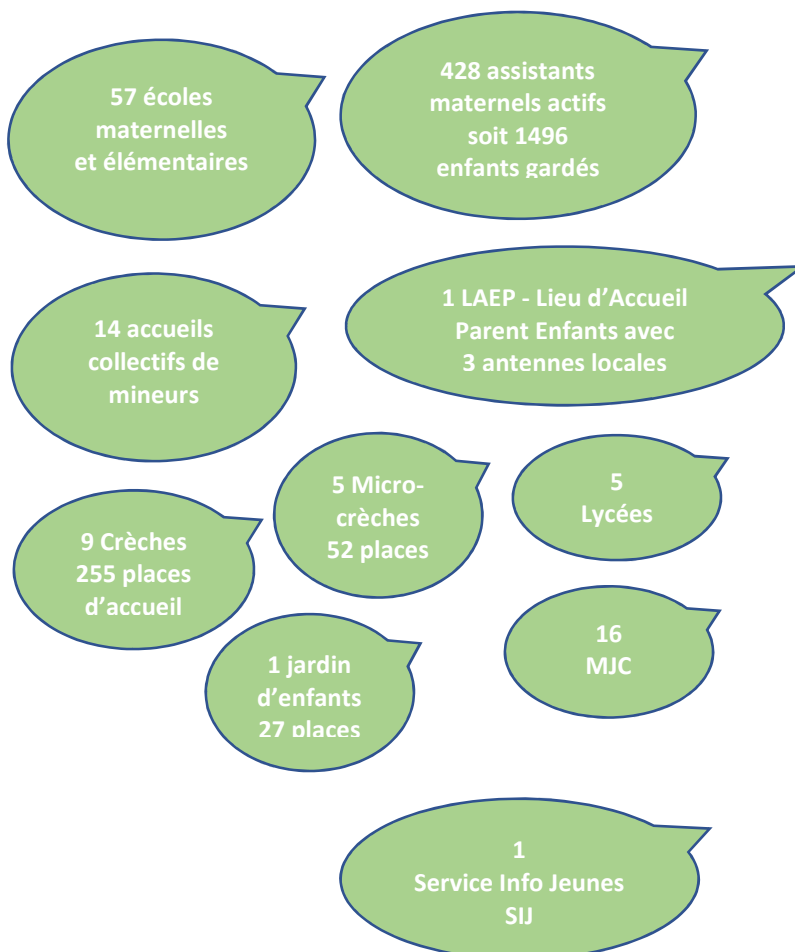 57 écoles
maternelles
et élémentaires
428 assistants
maternels actifs
soit 1496
enfants gardés
14 accueils
collectifs de
mineurs
1 LAEP - Lieu d’Accueil
Parent Enfants avec
3 antennes locales
9 Crèches
255 places
d’accueil
5 Micro-
crèches
52 places
5
Lycées
1 jardin
d’enfants
27 places
16
MJC
1
Service Info Jeunes
SIJ